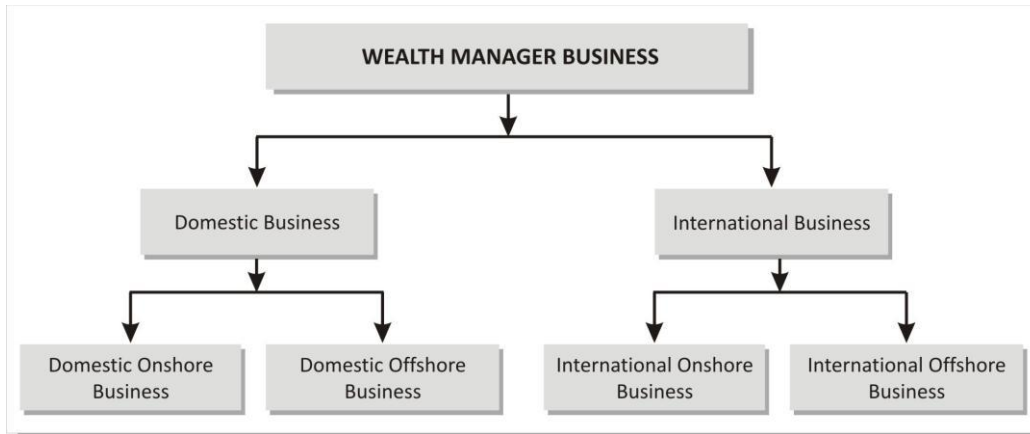 WEALTH MANAGER BUSINESS
Domestic Business
International Business
Domestic Onshore
Business
Domestic Offshore
Business
International Onshore
Business
International Offshore
Business